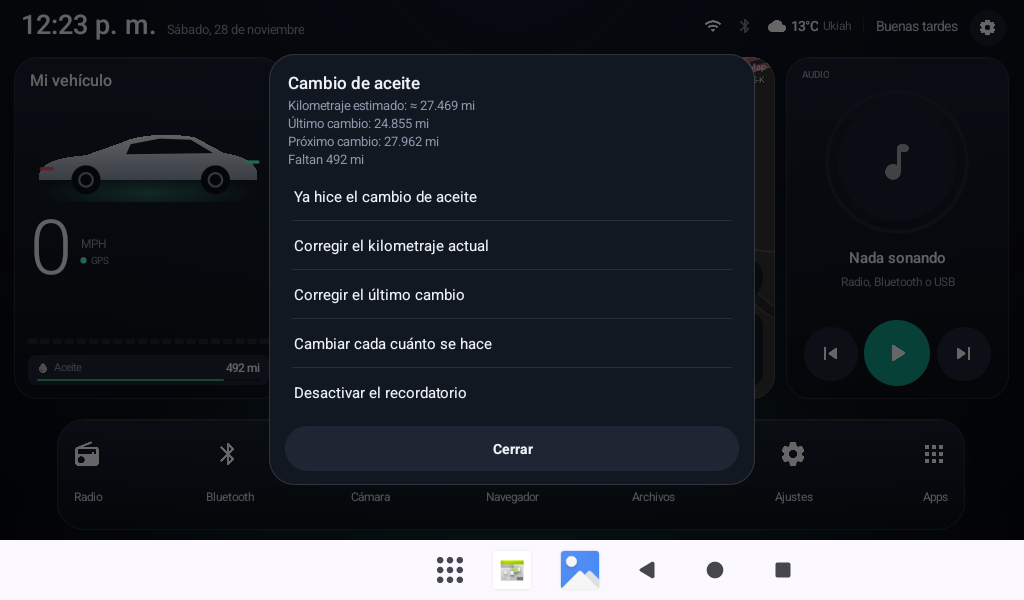 12:23 p. m.
Sábado, 28 de noviembre
13°C
Ukiah
Buenas tardes
Mi vehículo
0
MPH
GPS
Aceite
492 mi
Cambio de aceite
Kilometraje estimado: ≈ 27.469 mi
Último cambio: 24.855 mi
Próximo cambio: 27.962 mi
Faltan 492 mi
Ya hice el cambio de aceite
Corregir el kilometraje actual
Corregir el último cambio
Cambiar cada cuánto se hace
Desactivar el recordatorio
Cerrar
AUDIO
Nada sonando
Radio, Bluetooth o USB
Radio
Bluetooth
Cámara
Navegador
Archivos
Ajustes
Apps